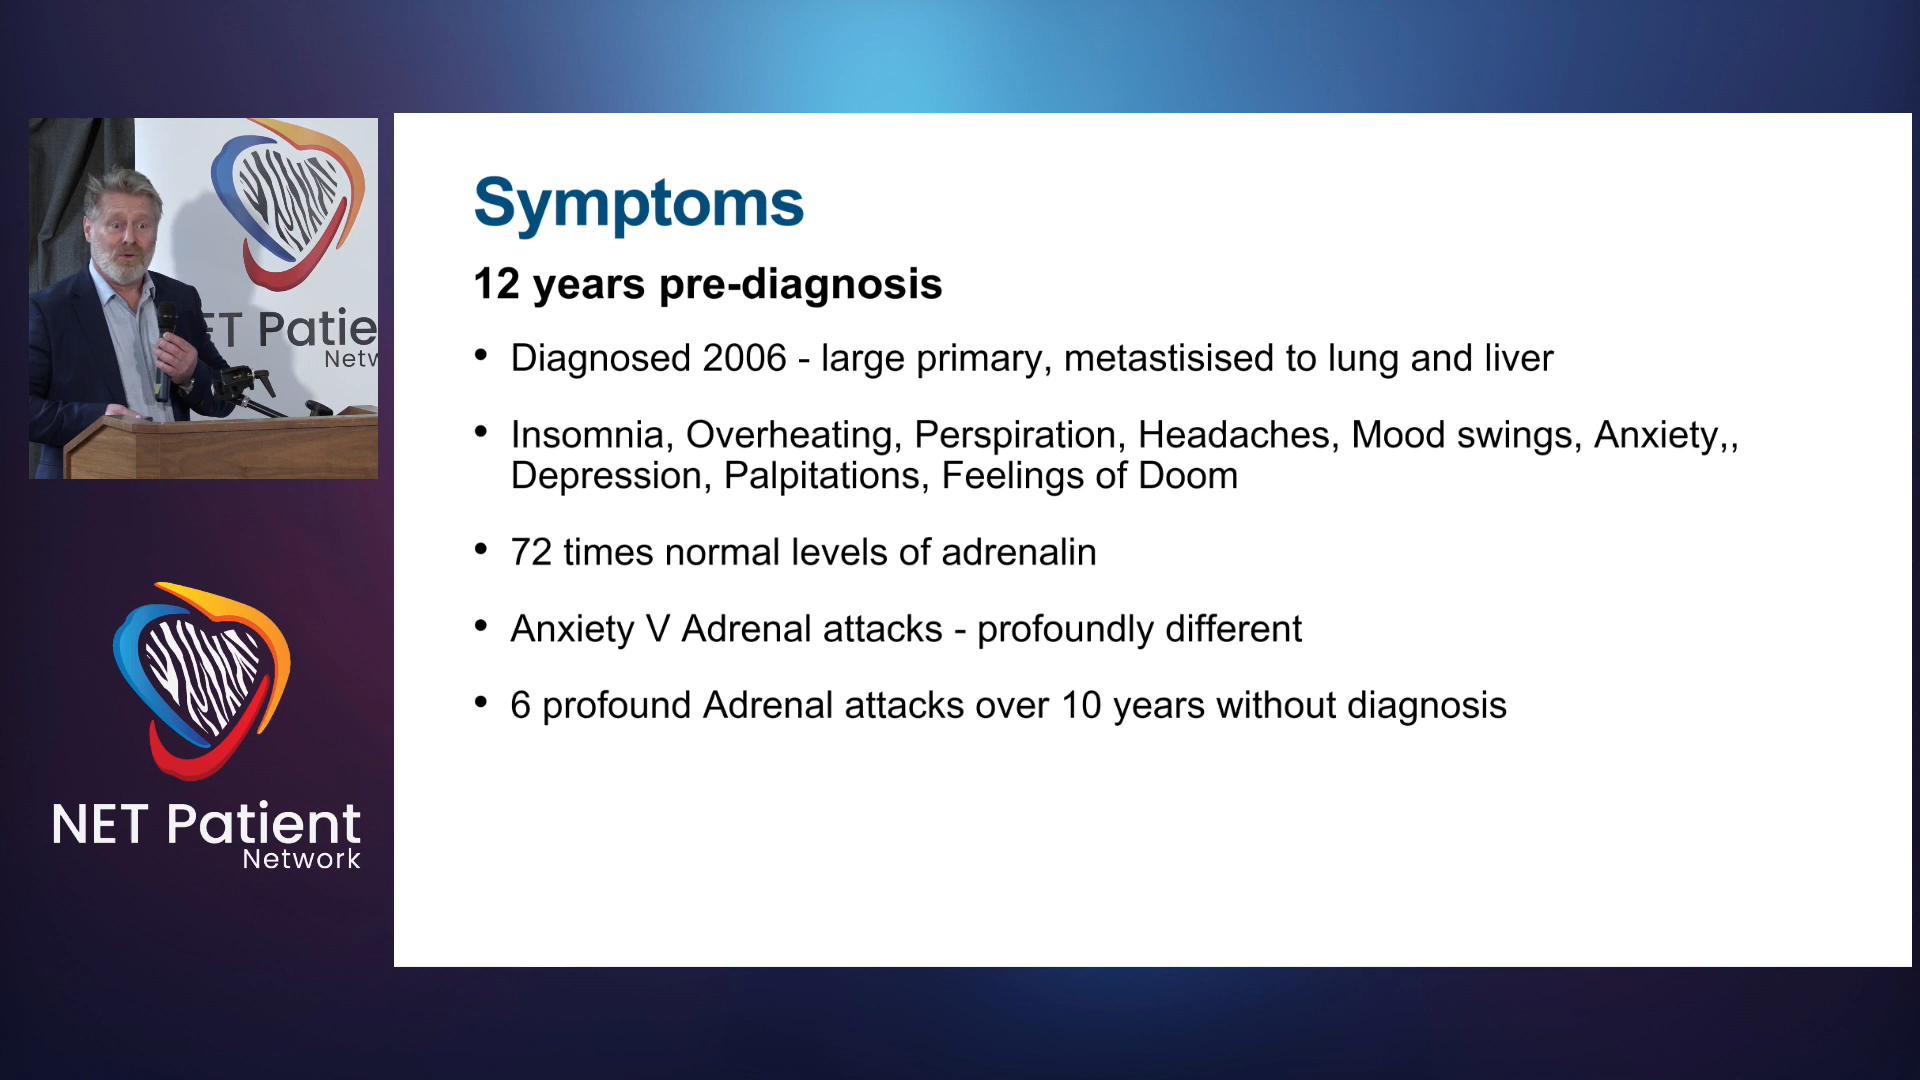 ET Patie
Netw
NET Patient
Network
Symptoms
12 years pre-diagnosis
• Diagnosed 2006 - large primary, metastisised to lung and liver
• Insomnia, Overheating, Perspiration, Headaches, Mood swings, Anxiety,,
Depression, Palpitations, Feelings of Doom
• 72 times normal levels of adrenalin
• Anxiety V Adrenal attacks - profoundly different
• 6 profound Adrenal attacks over 10 years without diagnosis